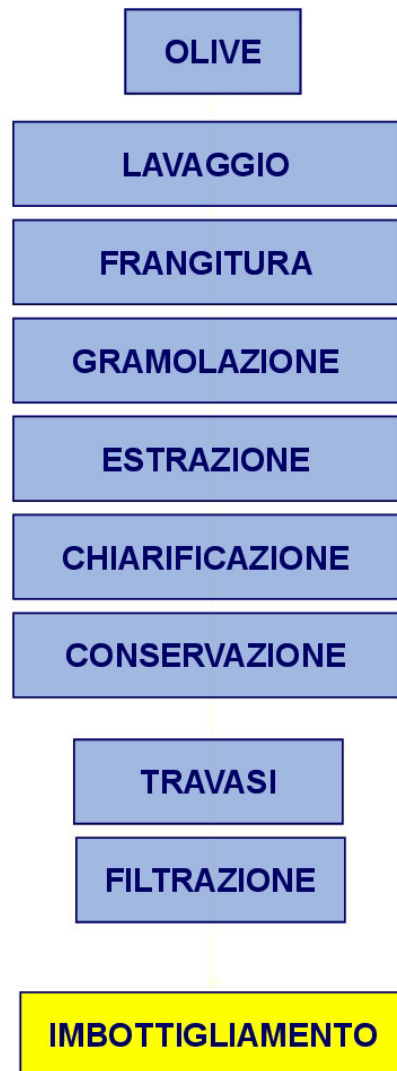 OLIVE
LAVAGGIO
FRANGITURA
GRAMOLAZIONE
ESTRAZIONE
CHIARIFICAZIONE
CONSERVAZIONE
TRAVASI
FILTRAZIONE
IMBOTTIGLIAMENTO